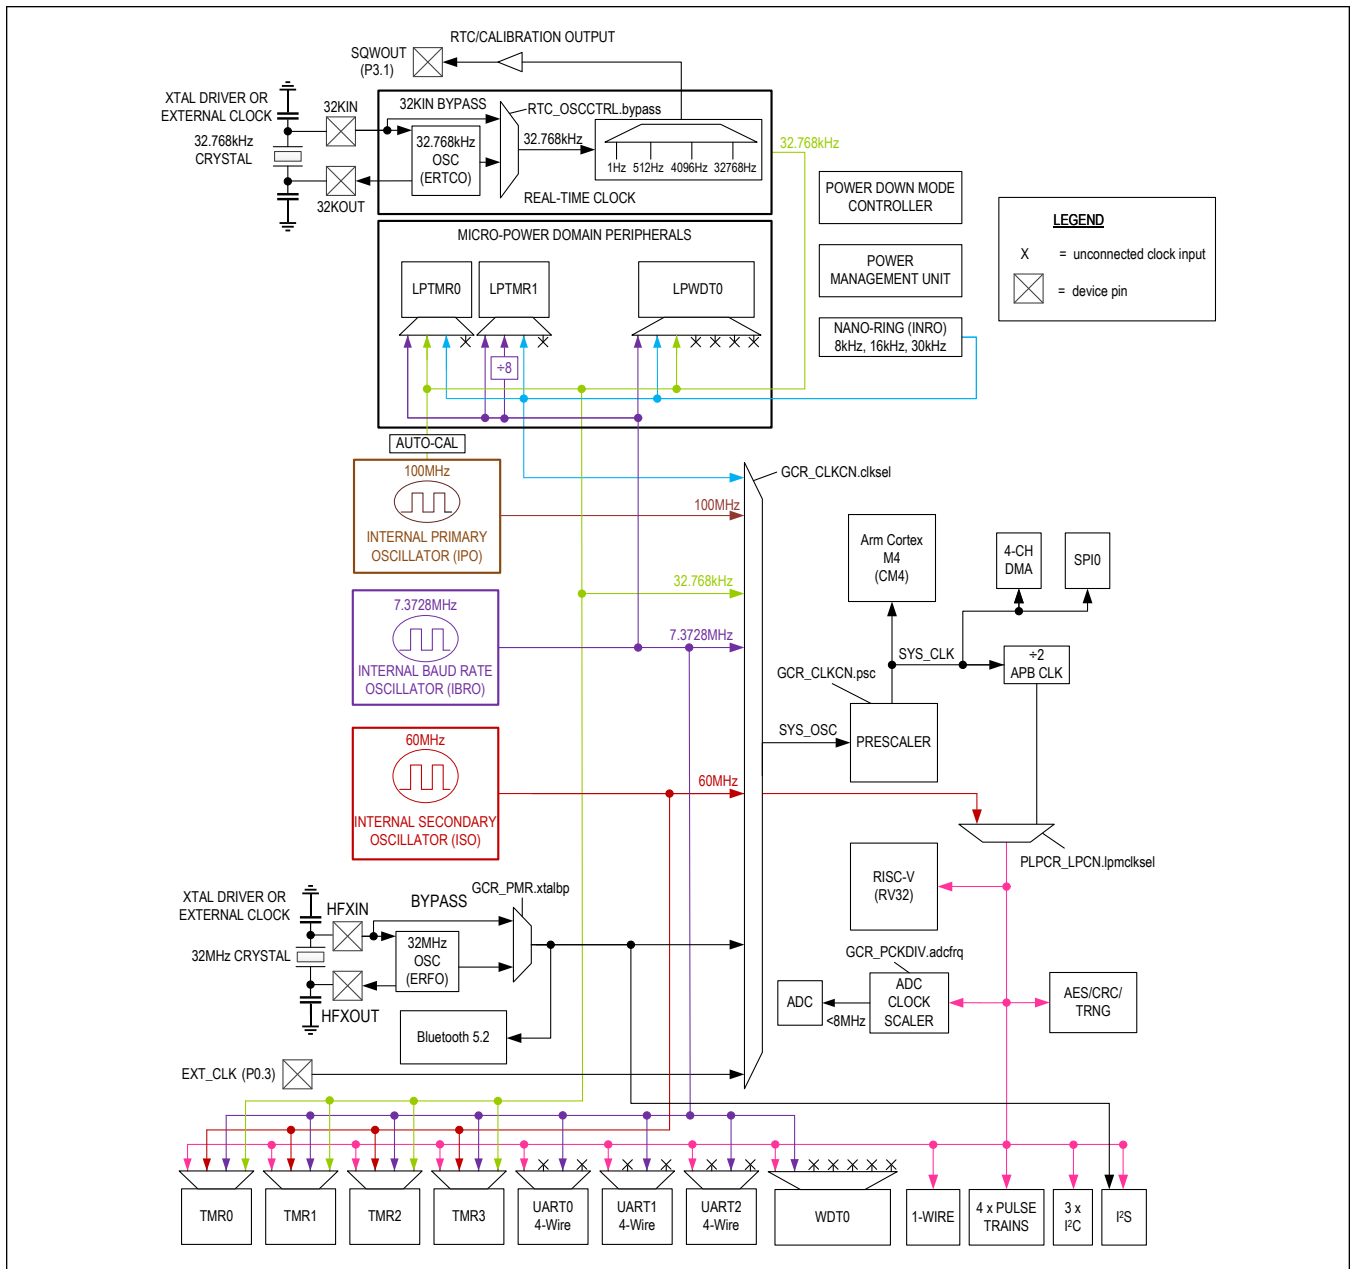 RTC/CALIBRATION OUTPUT
SQWOUT
(P3.1)
XTAL DRIVER OR
EXTERNAL CLOCK
32KIN
32.768kHz
CRYSTAL
32KOUT
32KIN BYPASS
RTC_OSCCTRL.bypass
32.768kHz
OSC
(ERTCO)
32.768kHz
1Hz 512Hz 4096Hz 32768Hz
REAL-TIME CLOCK
32.768kHz
POWER DOWN MODE
CONTROLLER
POWER
MANAGEMENT UNIT
NANO-RING (INRO)
8kHz, 16kHz, 30kHz
LEGEND
X = unconnected clock input
= device pin
MICRO-POWER DOMAIN PERIPHERALS
LPTMR0
LPTMR1
LPWDT0
÷8
AUTO-CAL
100MHz
INTERNAL PRIMARY
OSCILLATOR (IPO)
7.3728MHz
INTERNAL BAUD RATE
OSCILLATOR (IBRO)
60MHz
INTERNAL SECONDARY
OSCILLATOR (ISO)
GCR_CLKCN.clksel
100MHz
32.768kHz
7.3728MHz
60MHz
Arm Cortex
M4
(CM4)
4-CH
DMA
SPI0
SYS_CLK
÷2
APB CLK
GCR_CLKCN.psc
SYS_OSC
PRESCALER
PLPCR_LPCN.lpmclksel
RISC-V
(RV32)
GCR_PCKDIV.adcfrq
ADC
<8MHz
ADC
CLOCK
SCALER
AES/CRC/
TRNG
XTAL DRIVER OR
EXTERNAL CLOCK
HFXIN
BYPASS
GCR_PMR.xtalbp
32MHz CRYSTAL
32MHz
OSC
(ERFO)
HFXOUT
Bluetooth 5.2
EXT_CLK (P0.3)
TMR0
TMR1
TMR2
TMR3
UART0
4-Wire
UART1
4-Wire
UART2
4-Wire
WDT0
1-WIRE
4 x PULSE
TRAINS
3 x
I²C
I²S